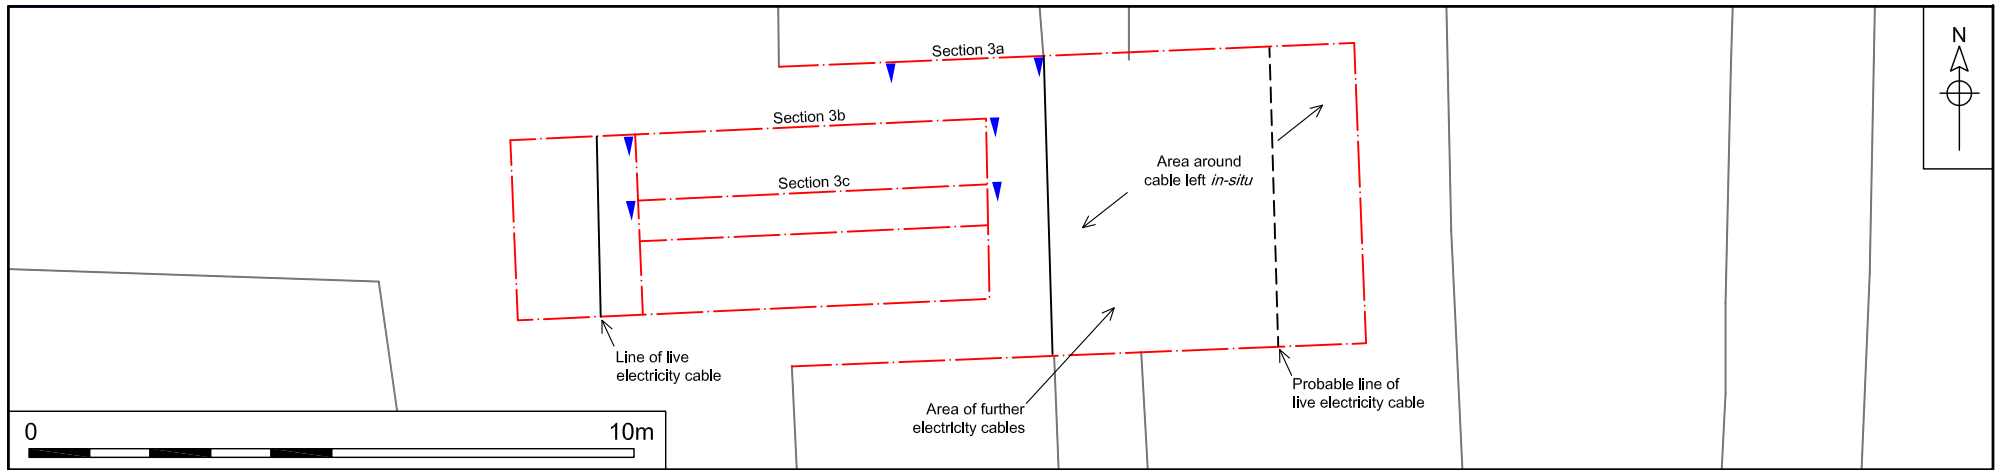 N
Section 3a
Section 3b
Area around
cable left in-situ
Section 3c
Line of live
electricity cable
Probable line of
live electricity cable
Area of further
electricity cables
0
10m